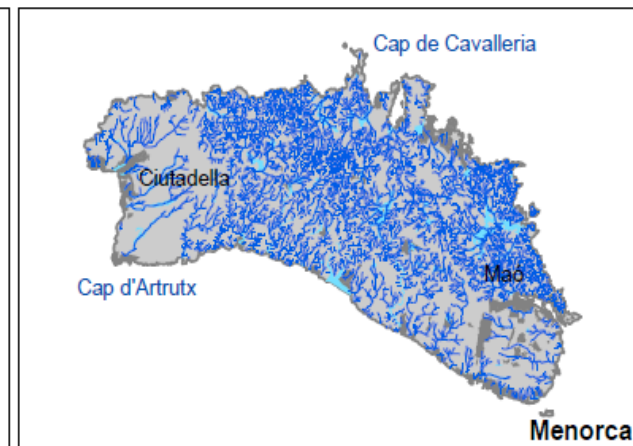 Cap de Cavalleria
Ciutadella
Maó
Cap d'Artrutx
Menorca